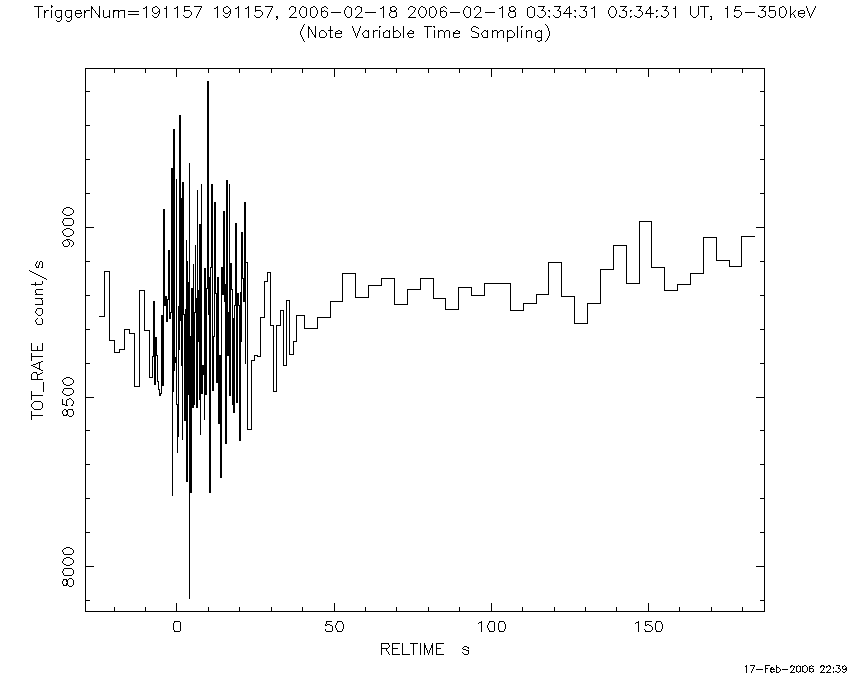 TriggerNum=191157 191157, 2006-02-18 2006-02-18 03:34:31 03:34:31 UT, 15-350keV
(Note Variable Time Sampling)
TOT_RATE count/s
9000
8500
8000
0 50 100 150
RELTIME s
17-Feb-2006 22:39